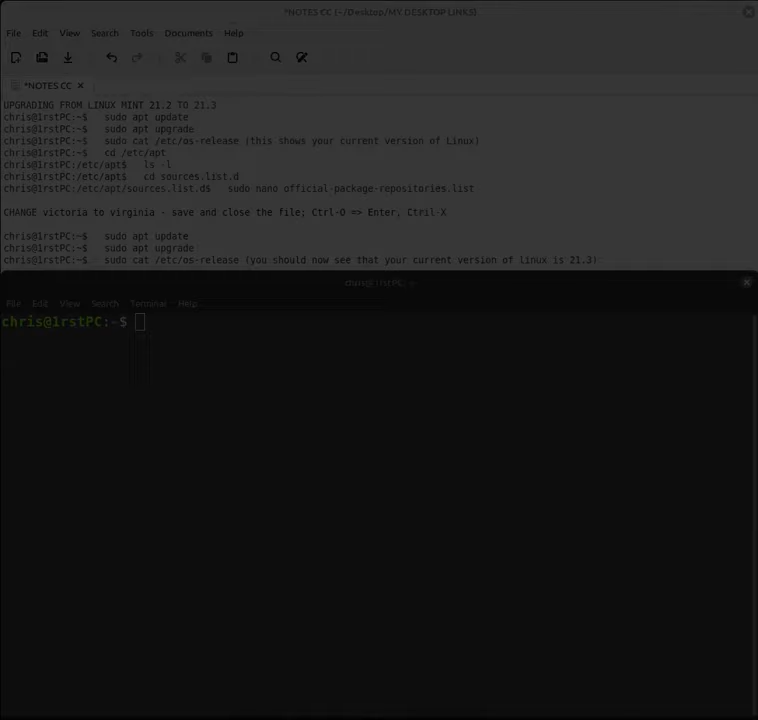 *NOTES CC (~/Desktop/MY DESKTOP LINKS)
File Edit View Search Tools Documents Help
*NOTES CC
UPGRADING FROM LINUX MINT 21.2 TO 21.3
chris@1rstPC:~$ sudo apt update
chris@1rstPC:~$ sudo apt upgrade
chris@1rstPC:~$ sudo cat /etc/os-release (this shows your current version of Linux)
chris@1rstPC:~$ cd /etc/apt
chris@1rstPC:/etc/apt$ ls -l
chris@1rstPC:/etc/apt$ cd sources.list.d
chris@1rstPC:/etc/apt/sources.list.d$ sudo nano official-package-repositories.list
CHANGE victoria to virginia - save and close the file; Ctrl-O => Enter, Ctril-X
chris@1rstPC:~$ sudo apt update
chris@1rstPC:~$ sudo apt upgrade
chris@1rstPC:~$ sudo cat /etc/os-release (you should now see that your current version of Linux is 21.3)
chris@1rstPC: ~
File Edit View Search Terminal Help
chris@1rstPC:~$